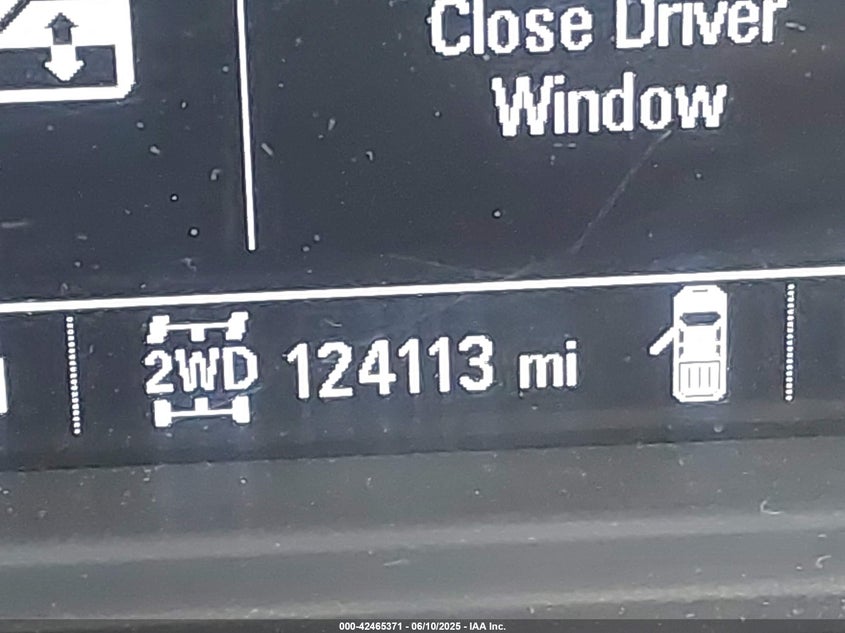 Close Driver
Window
2WD 124113 mi
000-42465371 - 06/10/2025 - IAA Inc.